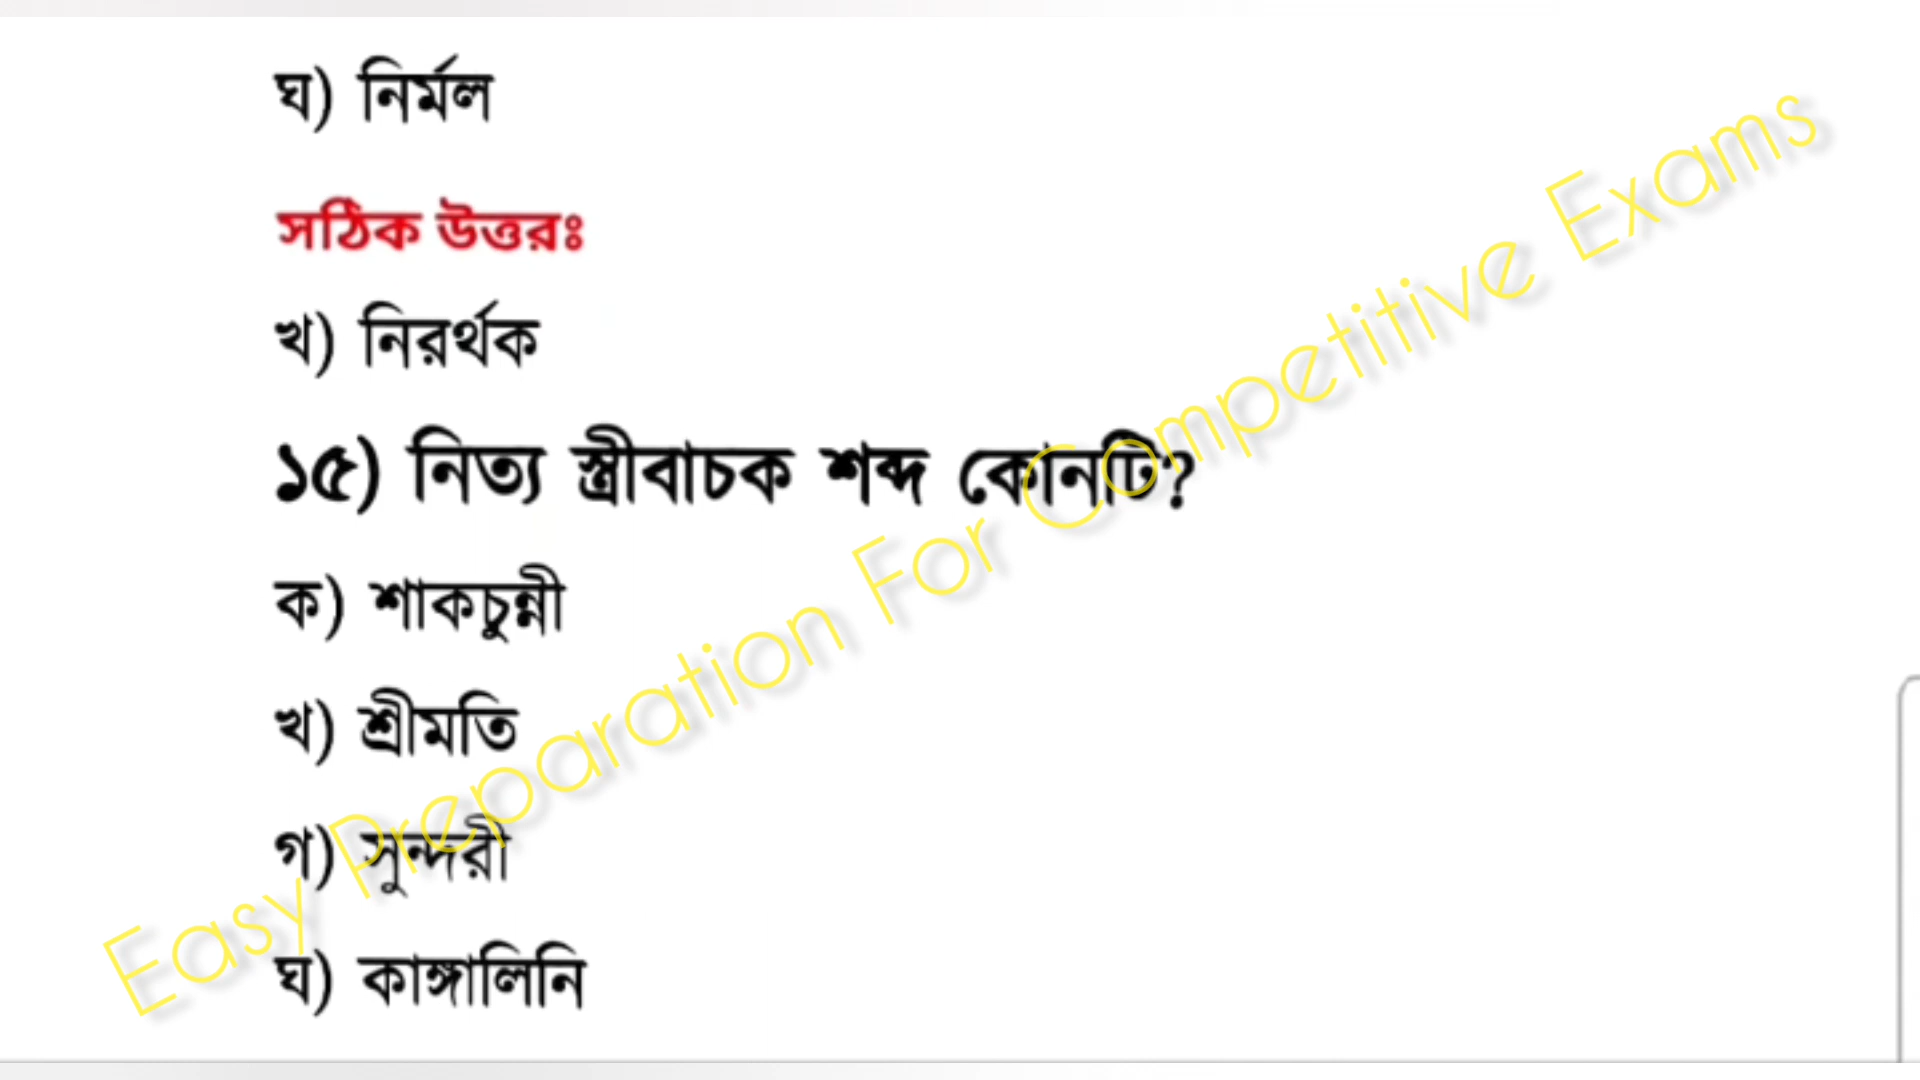 ঘ) নির্মল
সঠিক উত্তরঃ
খ) নিরর্থক
১৫) নিত্য স্ত্রীবাচক শব্দ কোনটি?
ক) শাকচুন্নী
খ) শ্রীমতি
গ) সুন্দরী
ঘ) কাঙ্গালিনি
Easy Preparation For Competitive Exams